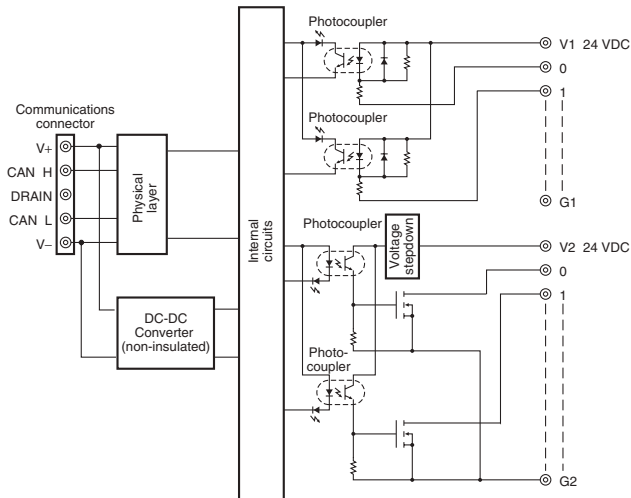 Communications
connector
V+
CAN H
DRAIN
CAN L
V−
Physical
layer
DC-DC
Converter
(non-insulated)
Internal
circuits
Photocoupler
Photocoupler
V1 24 VDC
0
1
G1
Photocoupler
Voltage
stepdown
V2 24 VDC
0
1
Photo-
coupler
G2